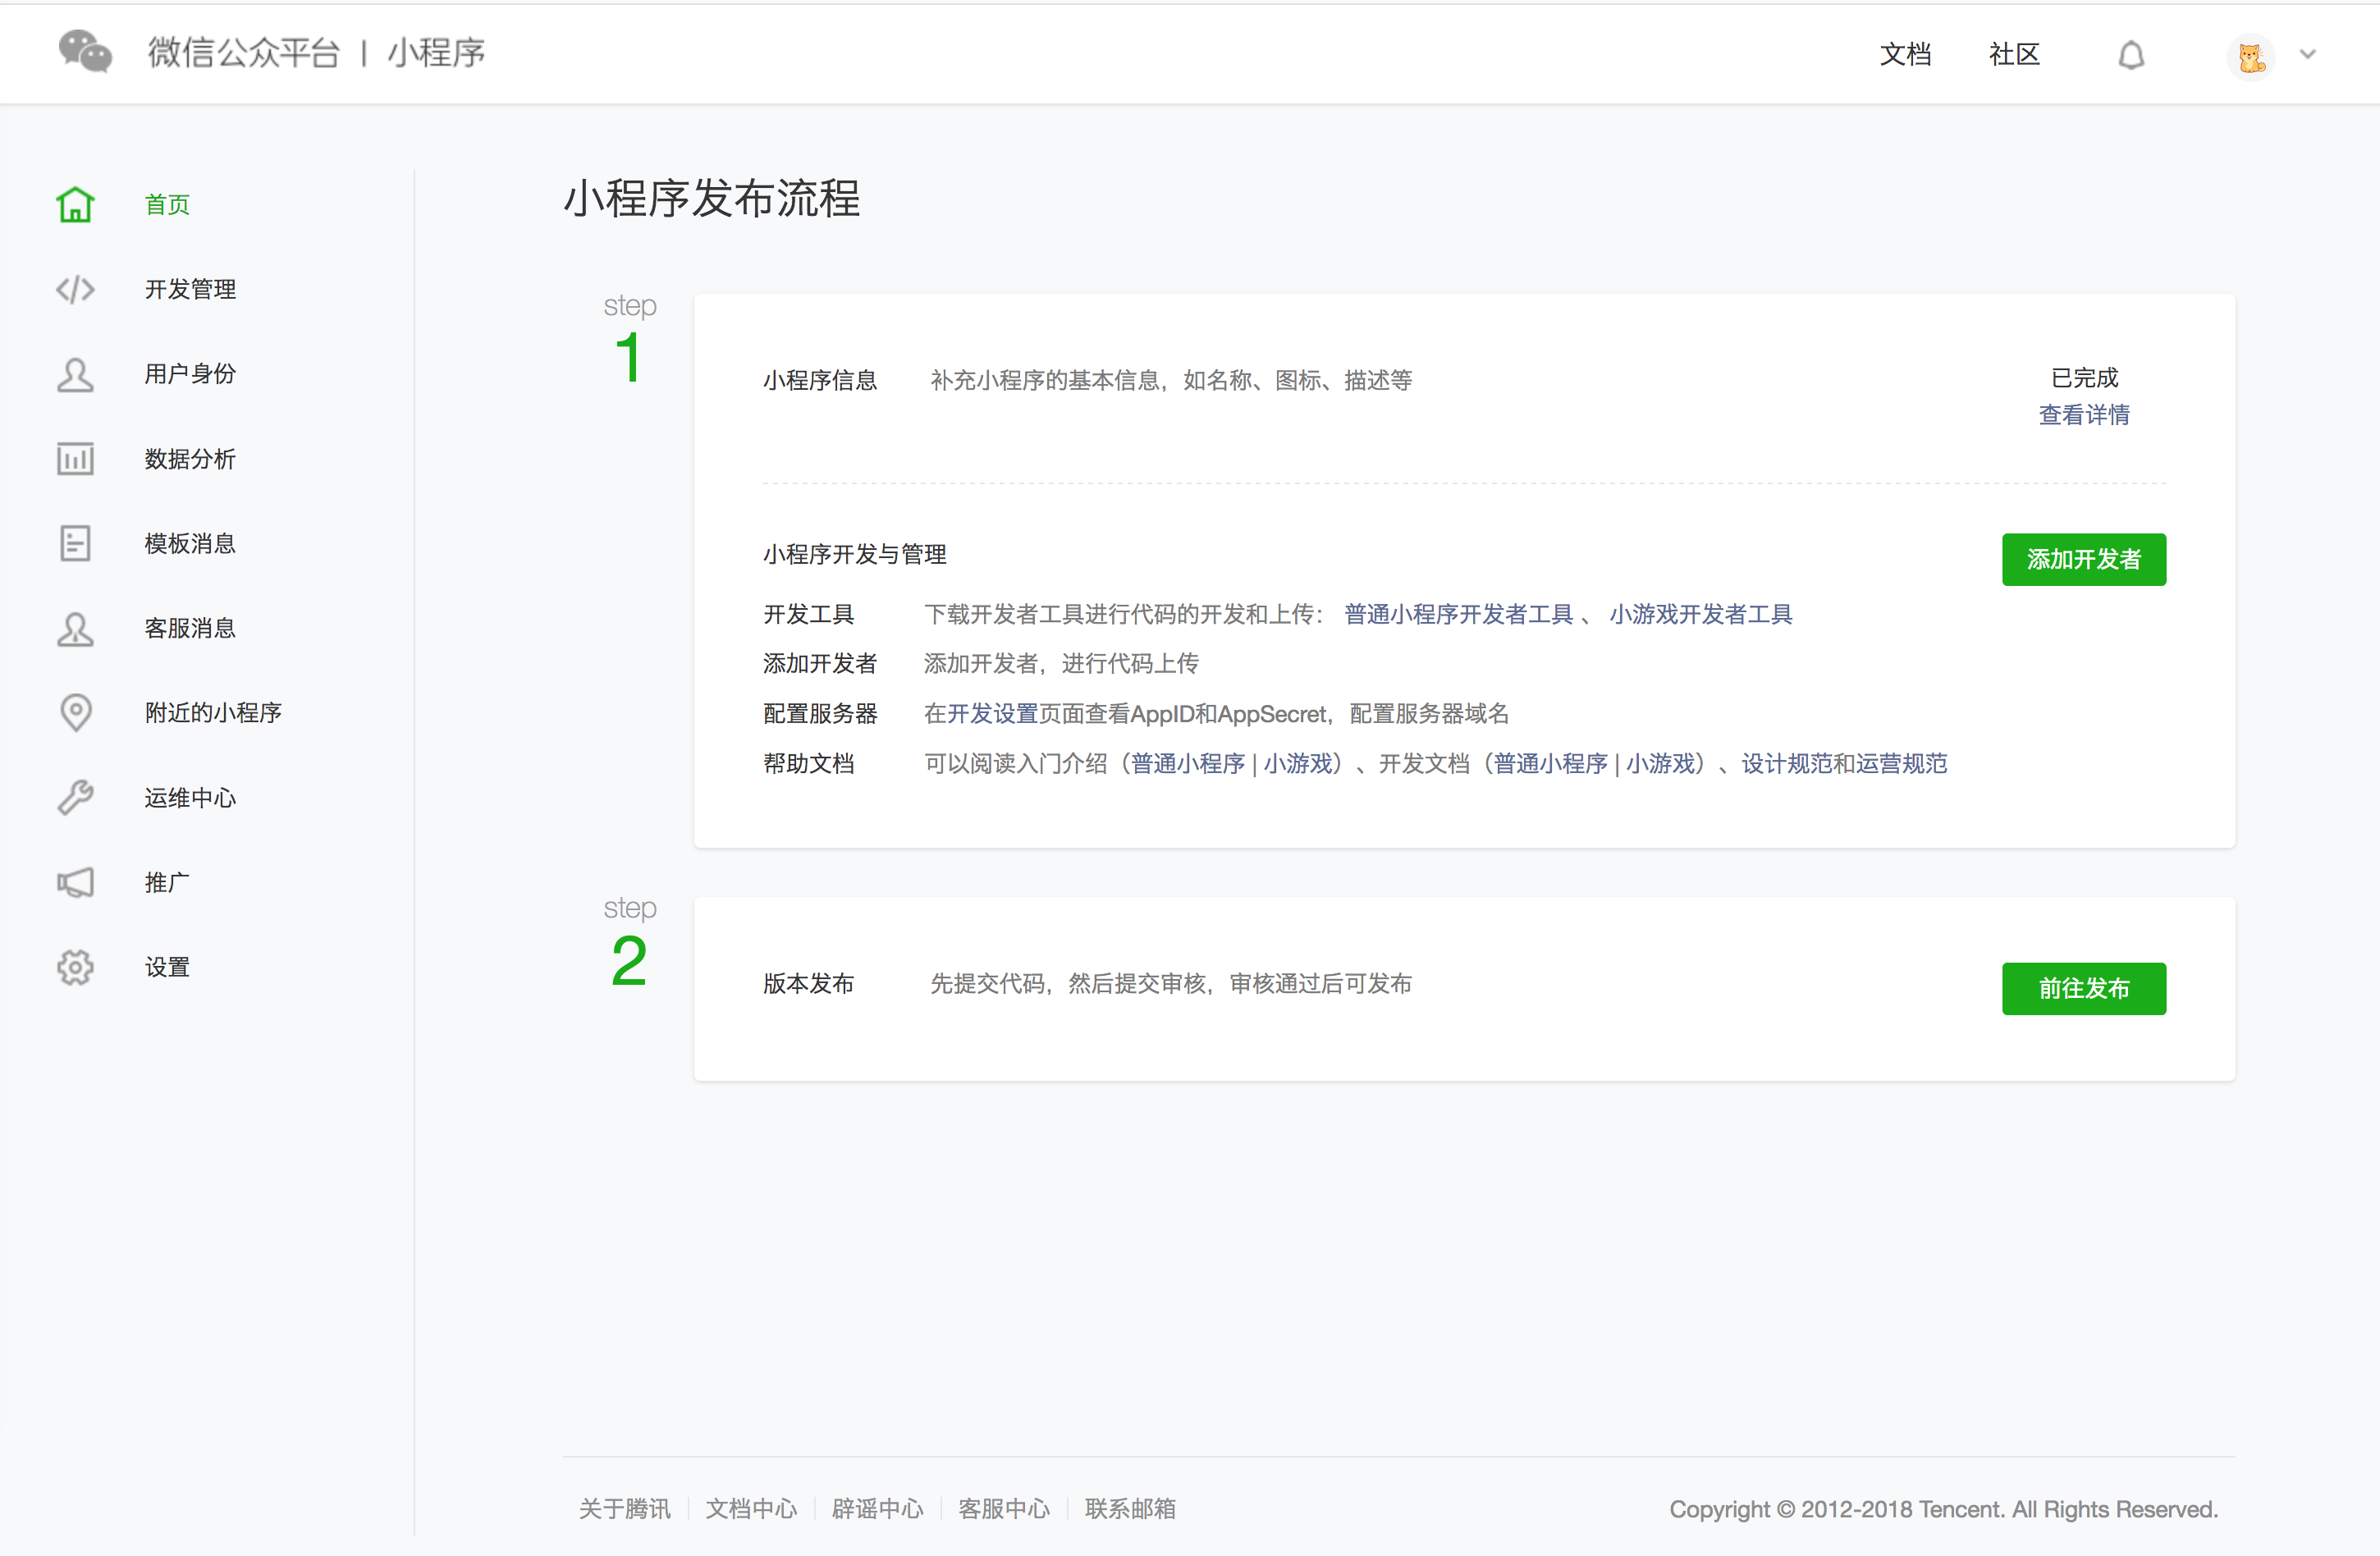 微信公众平台 | 小程序
文档 社区
首页
开发管理
用户身份
数据分析
模板消息
客服消息
附近的小程序
运维中心
推广
设置
小程序发布流程
step
1
小程序信息 补充小程序的基本信息，如名称、图标、描述等
已完成
查看详情
小程序开发与管理
添加开发者
开发工具 下载开发者工具进行代码的开发和上传： 普通小程序开发者工具 、 小游戏开发者工具
添加开发者 添加开发者，进行代码上传
配置服务器 在开发设置页面查看AppID和AppSecret，配置服务器域名
帮助文档 可以阅读入门介绍（普通小程序 | 小游戏）、开发文档（普通小程序 | 小游戏）、设计规范和运营规范
step
2
版本发布 先提交代码，然后提交审核，审核通过后可发布
前往发布
关于腾讯 文档中心 辟谣中心 客服中心 联系邮箱
Copyright © 2012-2018 Tencent. All Rights Reserved.